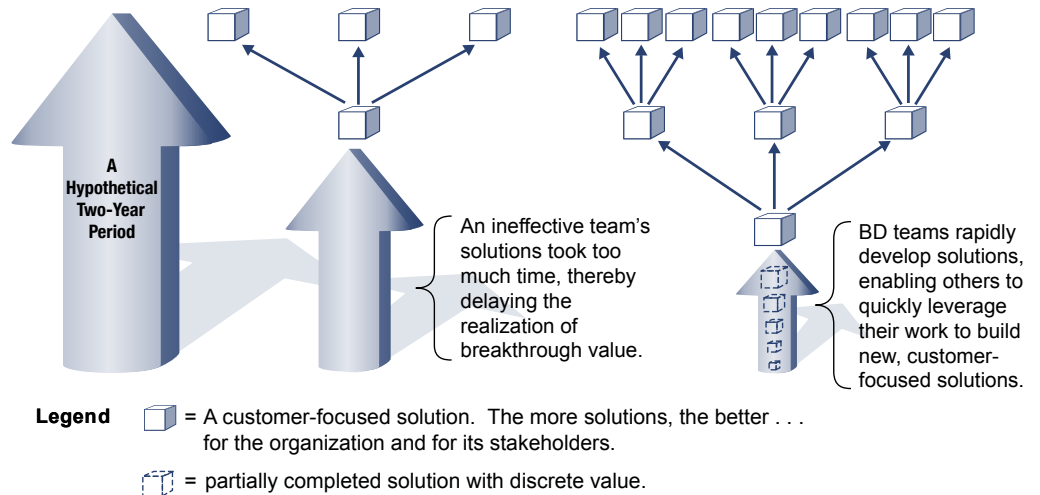 A
Hypothetical
Two-Year
Period
An ineffective team’s
solutions took too
much time, thereby
delaying the
realization of
breakthrough value.
BD teams rapidly
develop solutions,
enabling others to
quickly leverage
their work to build
new, customer-
focused solutions.
Legend
= A customer-focused solution. The more solutions, the better . . .
for the organization and for its stakeholders.
= partially completed solution with discrete value.